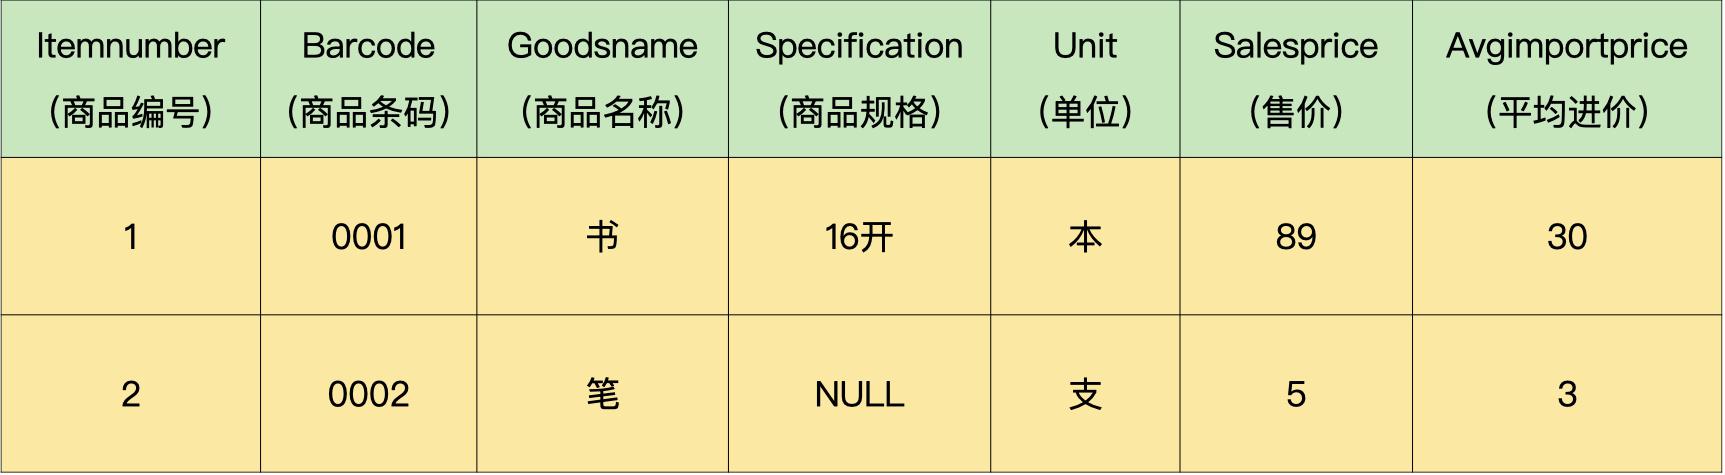 Itemnumber Barcode Goodsname Specification Unit Salesprice Avgimportprice
（商品编号） （商品条码） （商品名称） （商品规格） （单位） （售价） （平均进价）
1 0001 书 16开 本 89 30
2 0002 笔 NULL 支 5 3